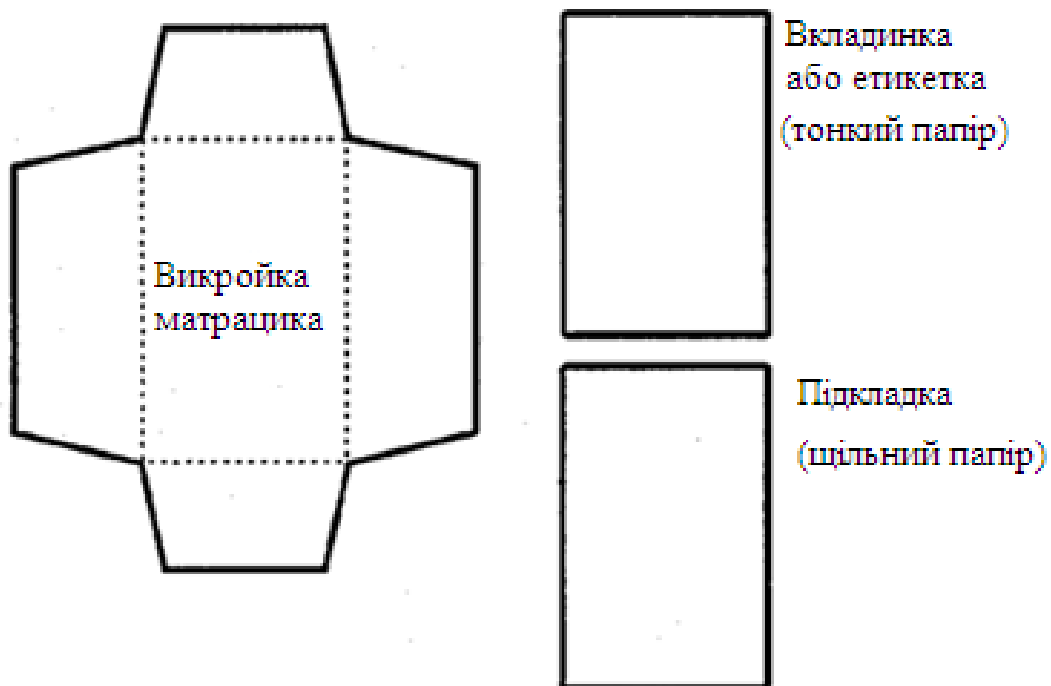 Вкладинка
або етикетка
(тонкий папір)
Викройка
матрацика
Підкладка
(щільний папір)